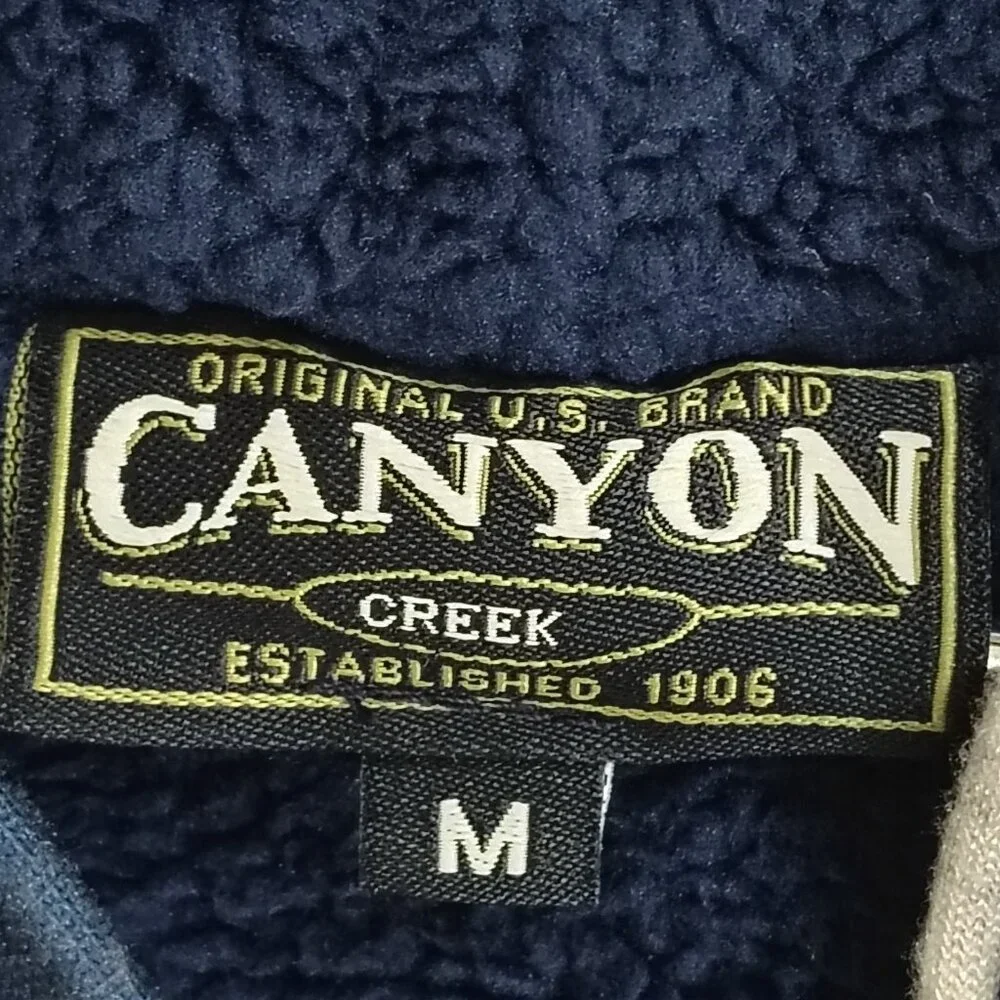 ORIGINAL U.S. BRAND
CANYON
CREEK
ESTABLISHED 1906
M